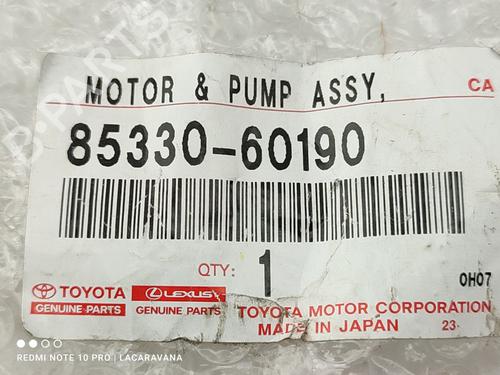 MOTOR & PUMP ASSY,
CA
85330-60190
QTY: 1
0H07
TOYOTA
GENUINE PARTS
LEXUS
GENUINE PARTS
TOYOTA MOTOR CORPORATION
MADE IN JAPAN 23
REDMI NOTE 10 PRO | LACARAVANA
B-PARTS